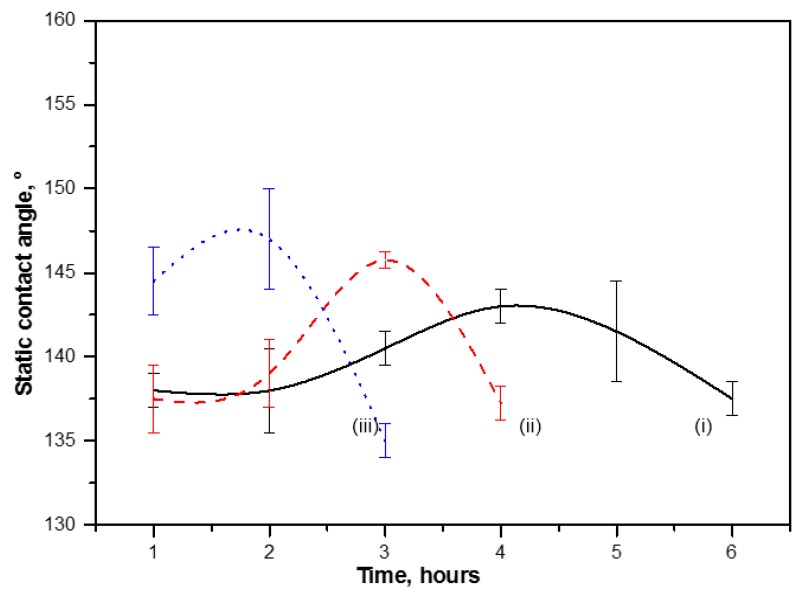 160
155
150
145
140
135
130
Static contact angle, º
(iii)
(ii)
(i)
1 2 3 4 5 6
Time, hours